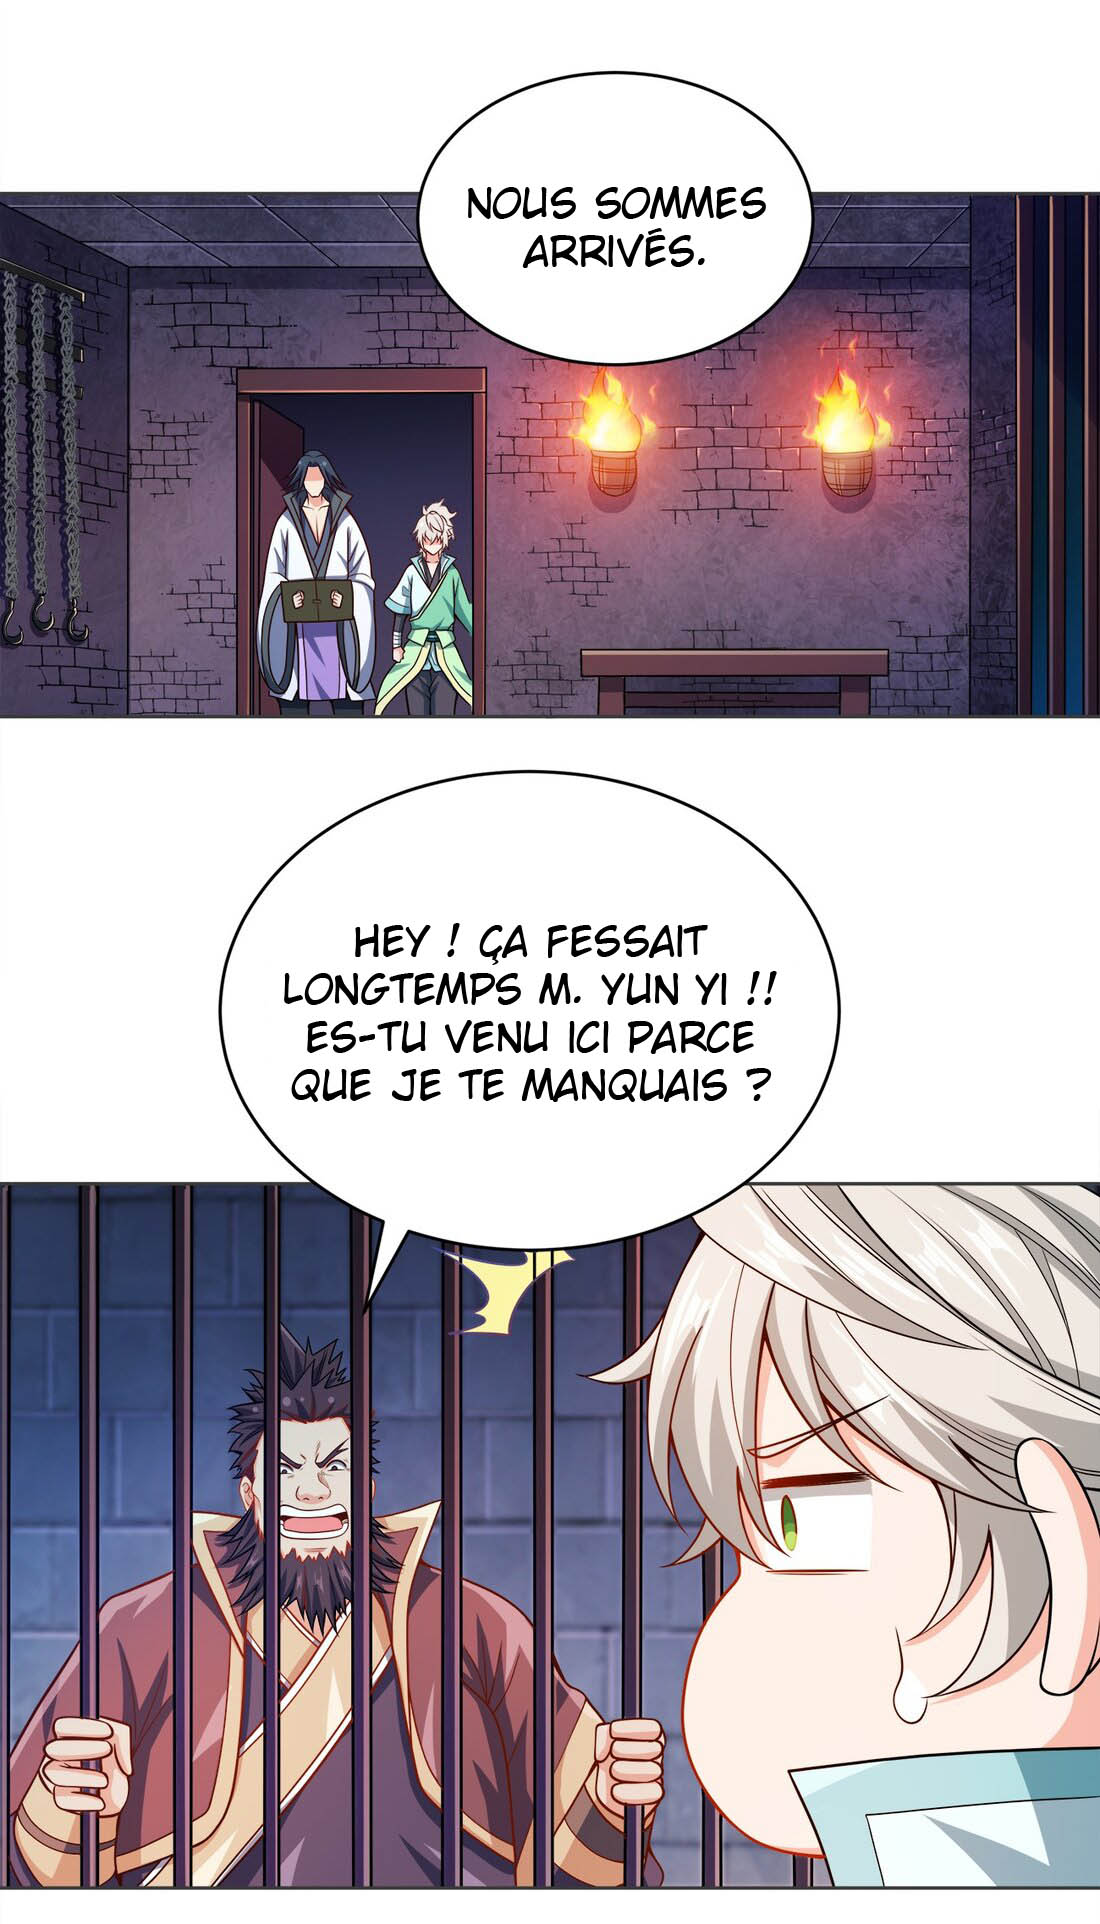 NOUS SOMMES
ARRIVÉS.
HEY ! ÇA FESSAIT
LONGTEMPS M. YUN YI !!
ES-TU VENU ICI PARCE
QUE JE TE MANQUAIS ?